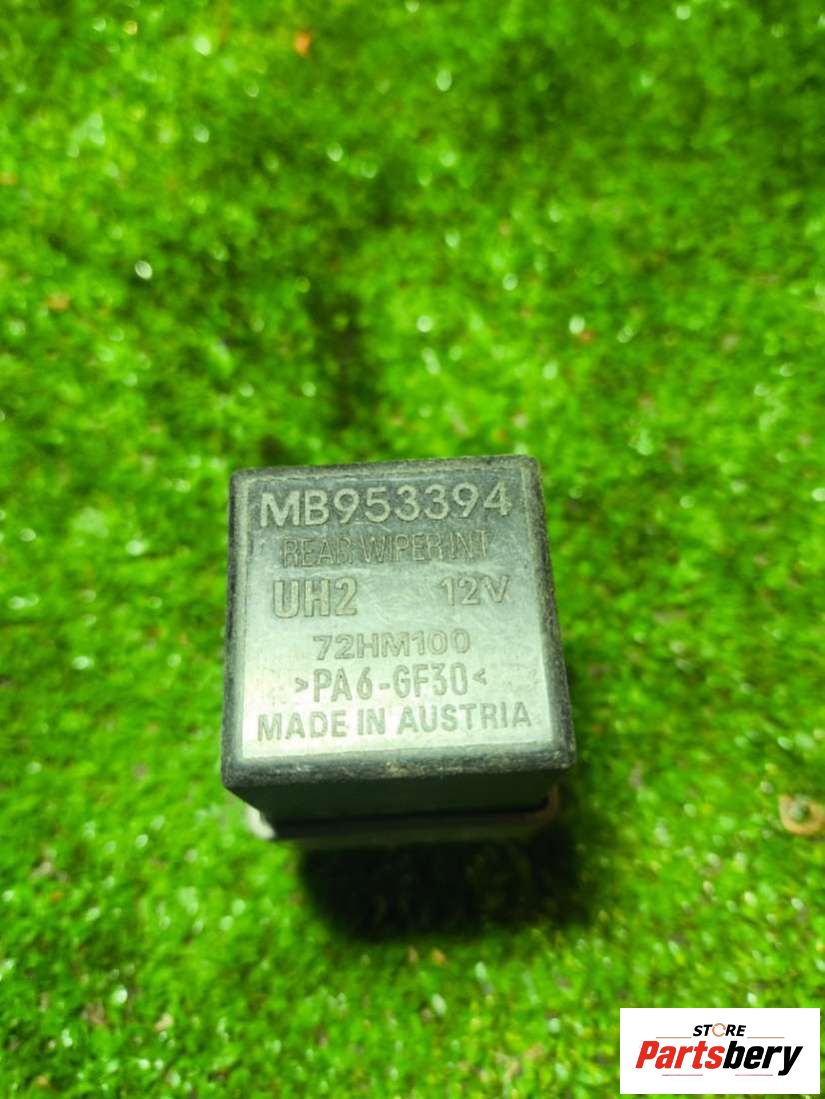 MB953394
REAR WIPER INT
UH2 12V
72HM100
>PA6-GF30<
MADE IN AUSTRIA
STORE
Partsbery